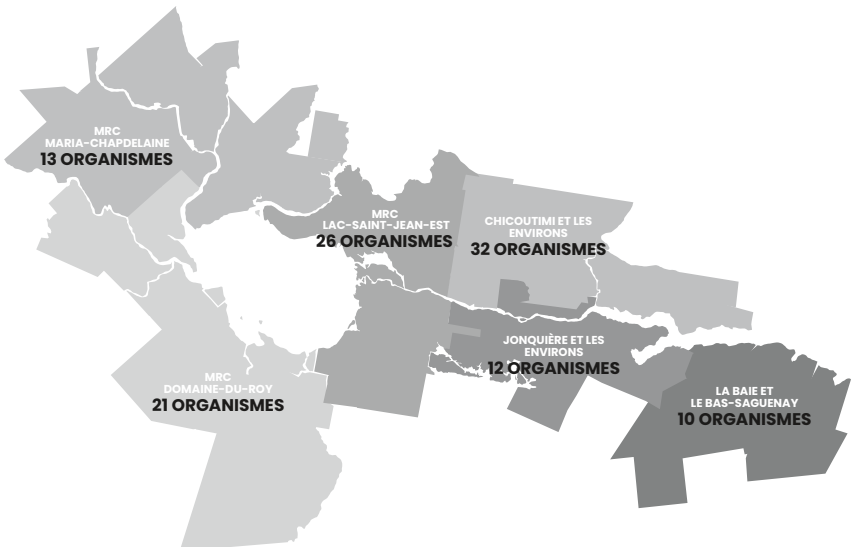 MRC
MARIA-CHAPDELAINE
13 ORGANISMES
MRC
LAC-SAINT-JEAN-EST
26 ORGANISMES
CHICOUTIMI ET LES
ENVIRONS
32 ORGANISMES
JONQUIÈRE ET LES
ENVIRONS
12 ORGANISMES
MRC
DOMAINE-DU-ROY
21 ORGANISMES
LA BAIE ET
LE BAS-SAGUENAY
10 ORGANISMES